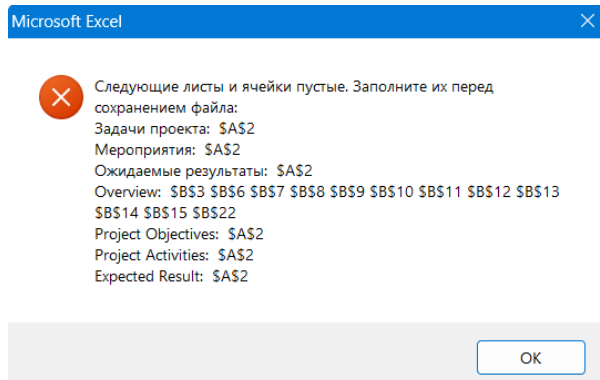 Microsoft Excel
Следующие листы и ячейки пустые. Заполните их перед
сохранением файла:
Задачи проекта:  $A$2
Мероприятия:  $A$2
Ожидаемые результаты:  $A$2
Overview:  $B$3 $B$6 $B$7 $B$8 $B$9 $B$10 $B$11 $B$12 $B$13
$B$14 $B$15 $B$22
Project Objectives:  $A$2
Project Activities:  $A$2
Expected Result:  $A$2
OK